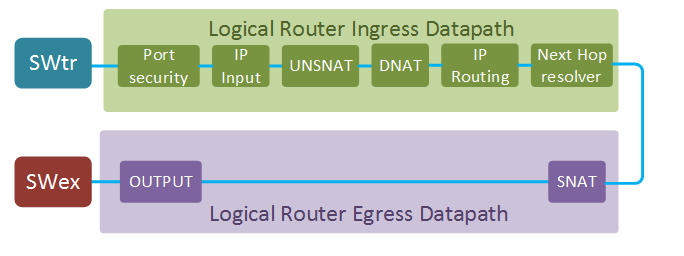 Logical Router Ingress Datapath
SWtr
Port
security
IP
Input
UNSNAT
DNAT
IP
Routing
Next Hop
resolver
SWex
OUTPUT
SNAT
Logical Router Egress Datapath